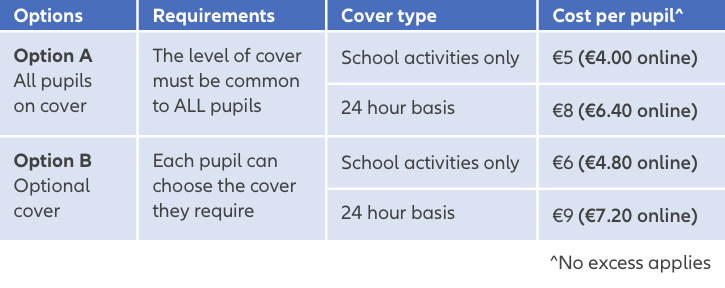 Options Requirements Cover type Cost per pupil^
Option A
All pupils
on cover
The level of cover
must be common
to ALL pupils
School activities only €5 (€4.00 online)
24 hour basis €8 (€6.40 online)
Option B
Optional
cover
Each pupil can
choose the cover
they require
School activities only €6 (€4.80 online)
24 hour basis €9 (€7.20 online)
^No excess applies